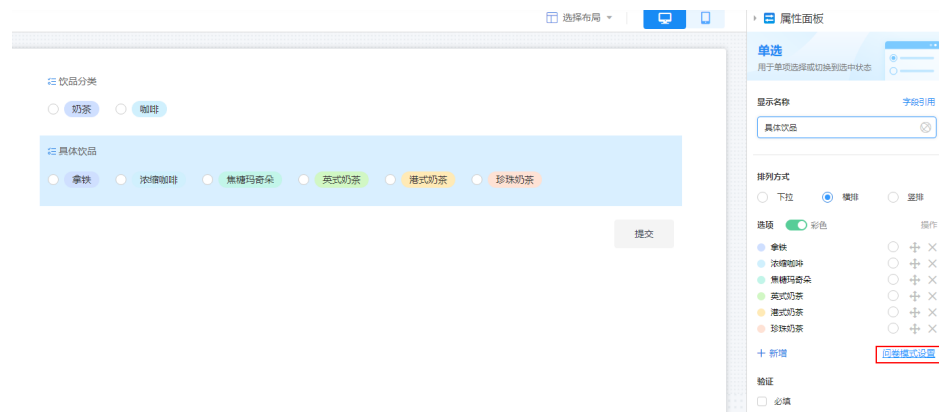 选择布局
属性面板
单选
用于单项选择或切换到选中状态
饮品分类
奶茶
咖啡
具体饮品
拿铁
浓缩咖啡
焦糖玛奇朵
英式奶茶
港式奶茶
珍珠奶茶
提交
显示名称
字段引用
具体饮品
排列方式
下拉
横排
竖排
选项
彩色
操作
拿铁
浓缩咖啡
焦糖玛奇朵
英式奶茶
港式奶茶
珍珠奶茶
+ 新增
问卷模式设置
验证
必填